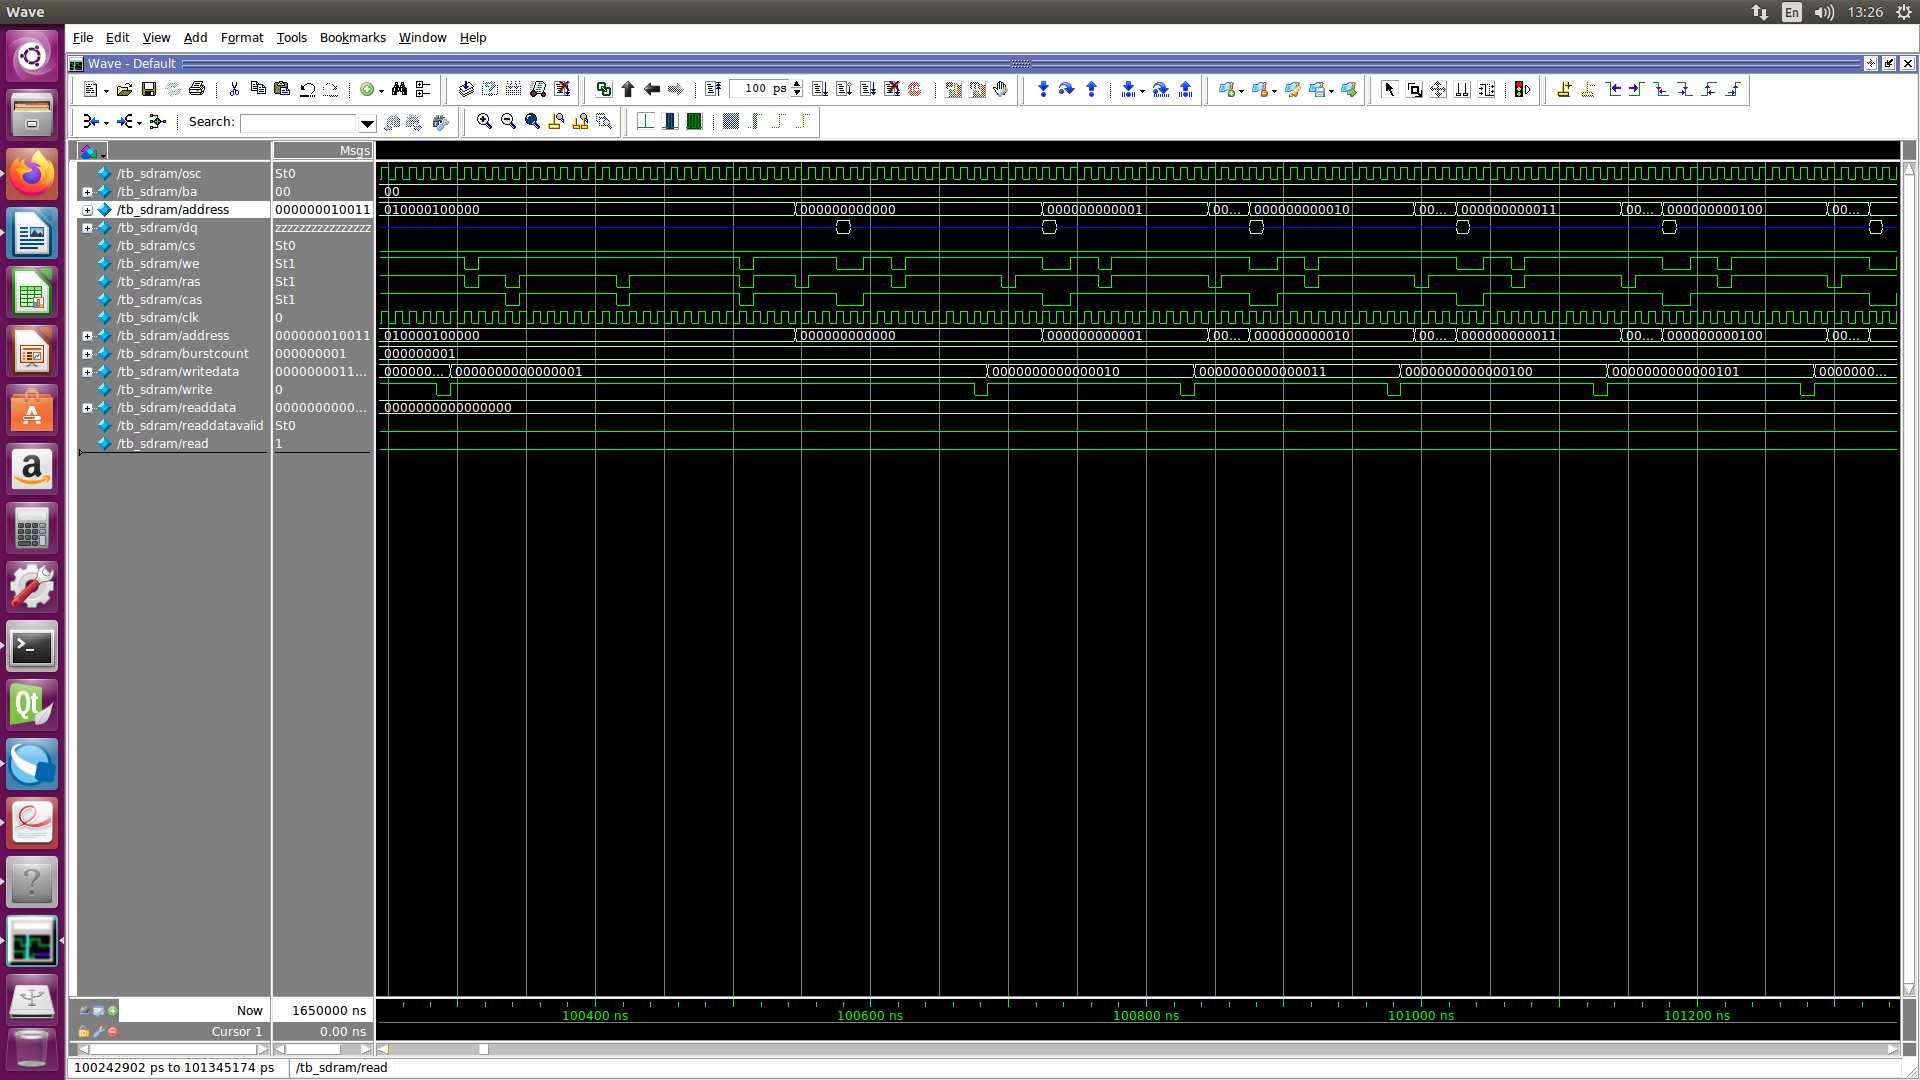 Wave
En
13:26
File Edit View Add Format Tools Bookmarks Window Help
Wave - Default
100 ps
Search:
Msgs
/tb_sdram/osc St0
/tb_sdram/ba 00 00
/tb_sdram/address 000000010011 010000100000 000000000000 000000000001 00... 000000000010 00... 000000000011 00... 000000000100 00...
/tb_sdram/dq zzzzzzzzzzzzzzzz
/tb_sdram/cs St0
/tb_sdram/we St1
/tb_sdram/ras St1
/tb_sdram/cas St1
/tb_sdram/clk 0
/tb_sdram/address 000000010011 010000100000 000000000000 000000000001 00... 000000000010 00... 000000000011 00... 000000000100 00...
/tb_sdram/burstcount 000000001 000000001
/tb_sdram/writedata 0000000011... 000000... 0000000000000001 0000000000000010 0000000000000011 0000000000000100 0000000000000101 0000000...
/tb_sdram/write 0
/tb_sdram/readdata 0000000000... 0000000000000000
/tb_sdram/readdatavalid St0
/tb_sdram/read 1
Now 1650000 ns
100400 ns 100600 ns 100800 ns 101000 ns 101200 ns
Cursor 1 0.00 ns
100242902 ps to 101345174 ps /tb_sdram/read